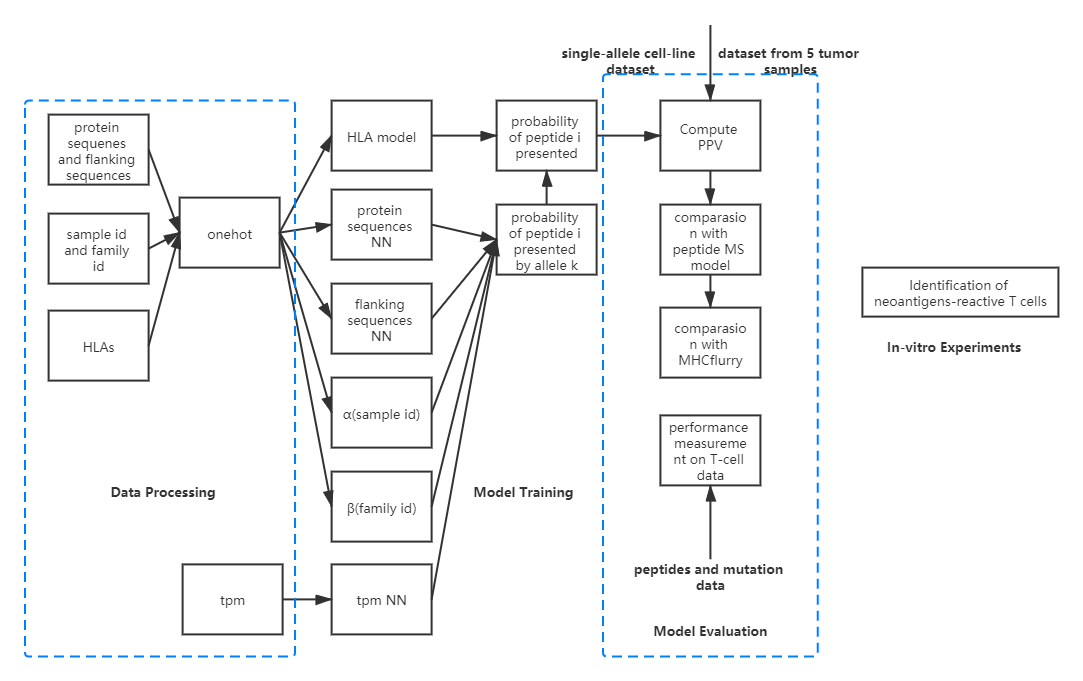 single-allele cell-line
dataset
dataset from 5 tumor
samples
protein
sequenes
and flanking
sequences
sample id
and family
id
HLAs
onehot
tpm
Data Processing
HLA model
protein
sequences
NN
flanking
sequences
NN
α(sample id)
β(family id)
tpm NN
probability
of peptide i
presented
probability
of peptide i
presented
by allele k
Model Training
Compute
PPV
comparasio
n with
peptide MS
model
comparasio
n with
MHCflurry
performance
measureme
nt on T-cell
data
peptides and mutation
data
Model Evaluation
Identification of
neoantigens-reactive T cells
In-vitro Experiments